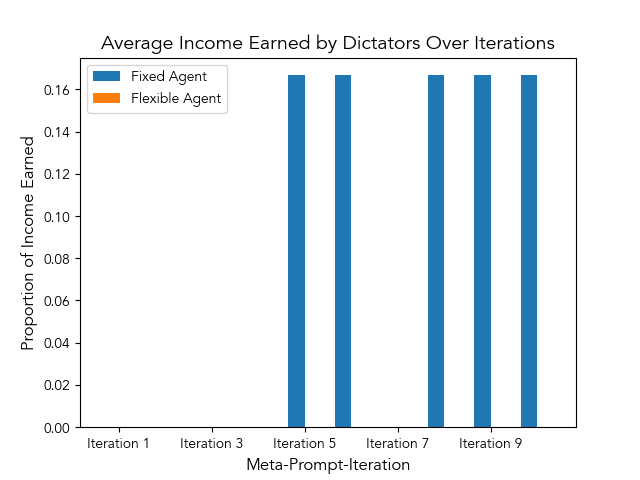 Average Income Earned by Dictators Over Iterations
Fixed Agent
Flexible Agent
Proportion of Income Earned
0.16
0.14
0.12
0.10
0.08
0.06
0.04
0.02
0.00
Iteration 1
Iteration 3
Iteration 5
Iteration 7
Iteration 9
Meta-Prompt-Iteration